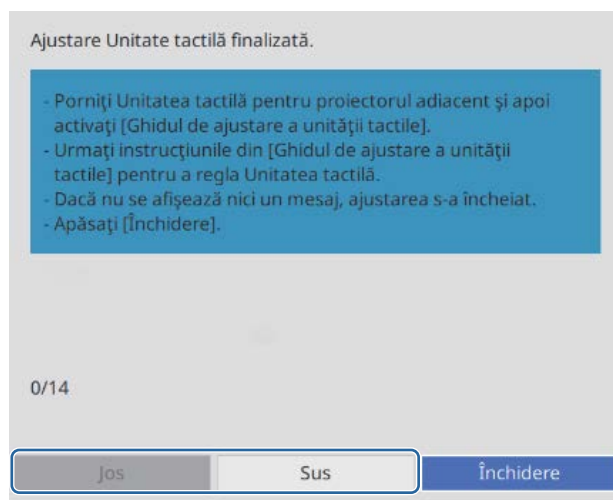 Ajustare Unitate tactilă finalizată.
- Porniţi Unitatea tactilă pentru proiectorul adiacent şi apoi
activaţi [Ghidul de ajustare a unităţii tactile].
- Urmaţi instrucţiunile din [Ghidul de ajustare a unităţii
tactile] pentru a regla Unitatea tactilă.
- Dacă nu se afişează nici un mesaj, ajustarea s-a încheiat.
- Apăsaţi [Închidere].
0/14
Jos Sus Închidere